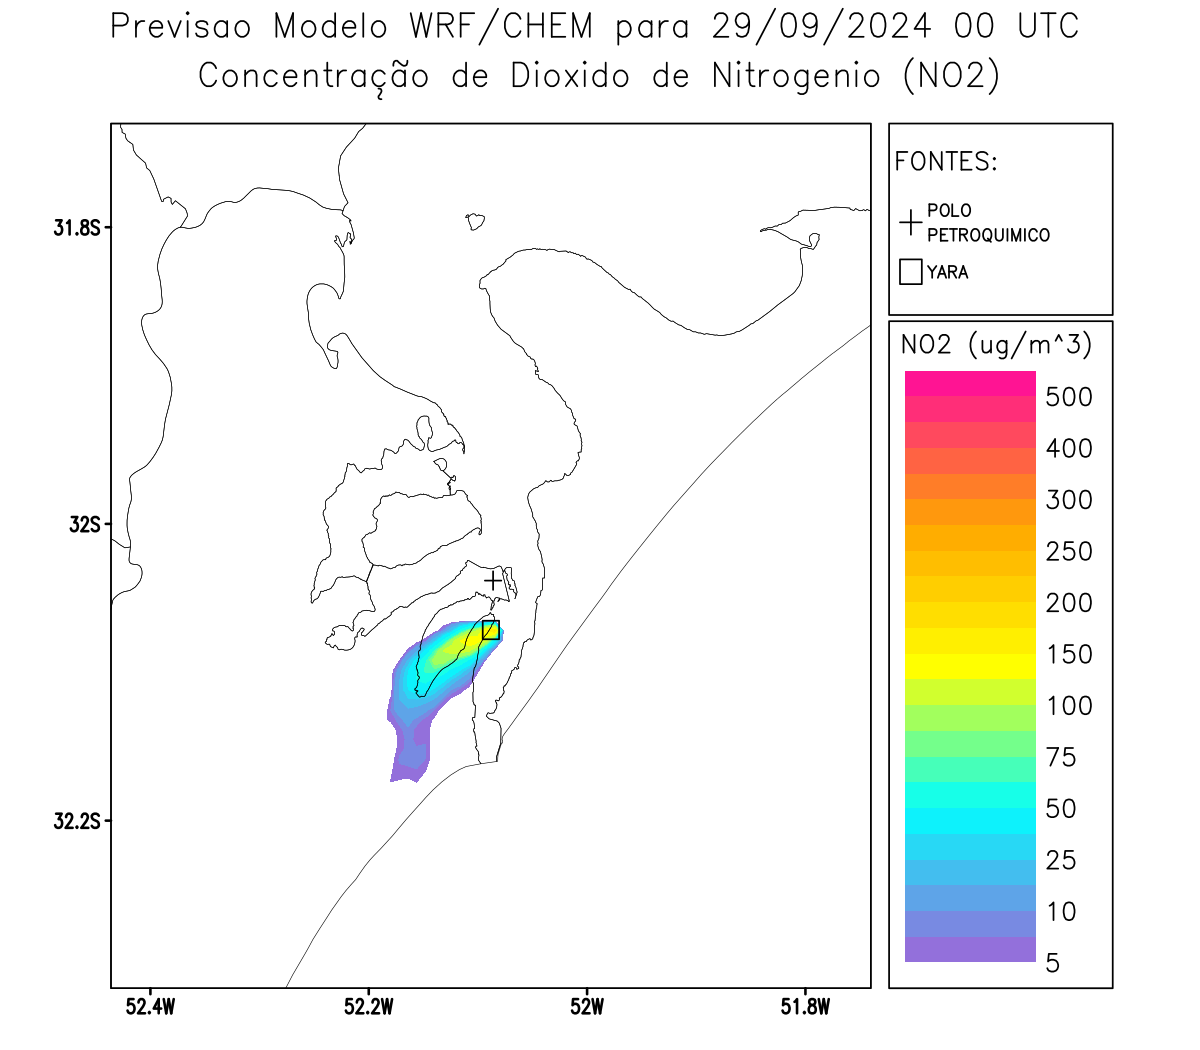 Previsao Modelo WRF/CHEM para 29/09/2024 00 UTC
Concentração de Dioxido de Nitrogenio (NO2)
FONTES:
POLO
PETROQUIMICO
YARA
NO2 (ug/m^3)
500
400
300
250
200
150
100
75
50
25
10
5
31.8S
32S
32.2S
52.4W
52.2W
52W
51.8W